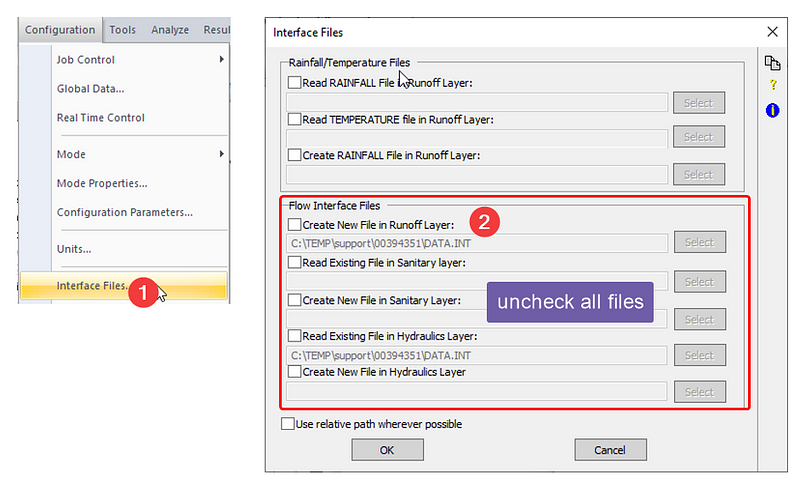 Configuration Tools Analyze Resul
Job Control
Global Data...
Real Time Control
Mode
Mode Properties...
Configuration Parameters...
Units...
Interface Files...
1
Interface Files
Rainfall/Temperature Files
Read RAINFALL File in Runoff Layer:
Select
Read TEMPERATURE file in Runoff Layer:
Select
Create RAINFALL File in Runoff Layer:
Select
Flow Interface Files
2
Create New File in Runoff Layer:
C:\TEMP\support\00394351\DATA.INT
Select
Read Existing File in Sanitary layer:
Select
uncheck all files
Create New File in Sanitary Layer:
Select
Read Existing File in Hydraulics Layer:
C:\TEMP\support\00394351\DATA.INT
Select
Create New File in Hydraulics Layer
Select
Use relative path wherever possible
OK
Cancel